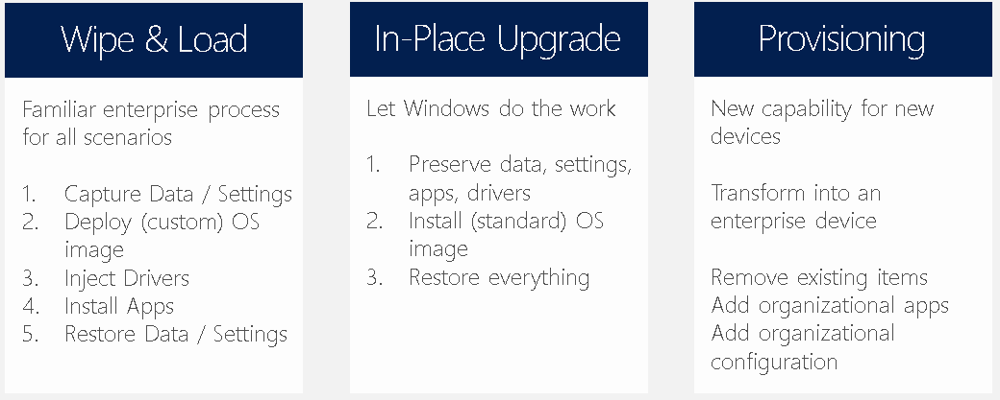 Wipe & Load
Familiar enterprise process
for all scenarios
1. Capture Data / Settings
2. Deploy (custom) OS
image
3. Inject Drivers
4. Install Apps
5. Restore Data / Settings
In-Place Upgrade
Let Windows do the work
1. Preserve data, settings,
apps, drivers
2. Install (standard) OS
image
3. Restore everything
Provisioning
New capability for new
devices
Transform into an
enterprise device
Remove existing items
Add organizational apps
Add organizational
configuration